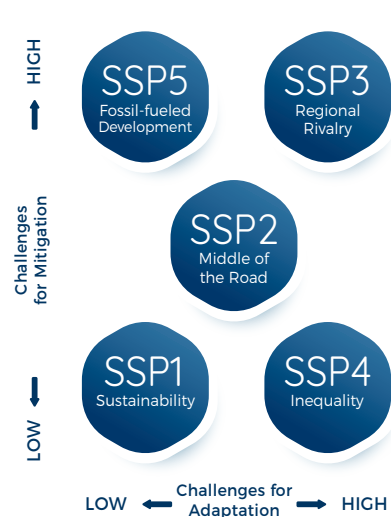 HIGH
SSP5
Fossil-fueled
Development
SSP3
Regional
Rivalry
Challenges
for Mitigation
SSP2
Middle of
the Road
SSP1
Sustainability
SSP4
Inequality
LOW
LOW
Challenges for
Adaptation
HIGH